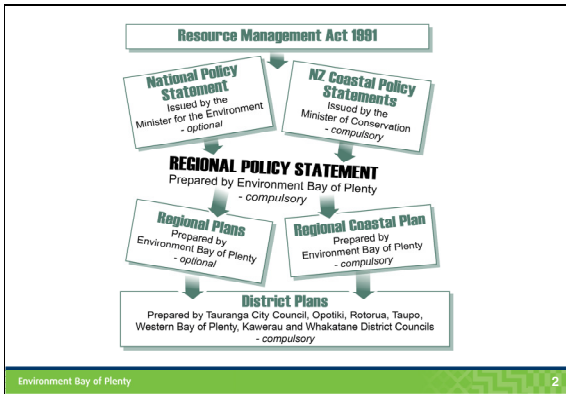 Resource Management Act 1991
National Policy
Statement
Issued by the
Minister for the Environment
- optional
NZ Coastal Policy
Statements
Issued by the
Minister of Conservation
- compulsory
REGIONAL POLICY STATEMENT
Prepared by Environment Bay of Plenty
- compulsory
Regional Plans
Prepared by
Environment Bay of Plenty
- optional
Regional Coastal Plan
Prepared by
Environment Bay of Plenty
- compulsory
District Plans
Prepared by Tauranga City Council, Opotiki, Rotorua, Taupo,
Western Bay of Plenty, Kawerau and Whakatane District Councils
- compulsory
Environment Bay of Plenty
2